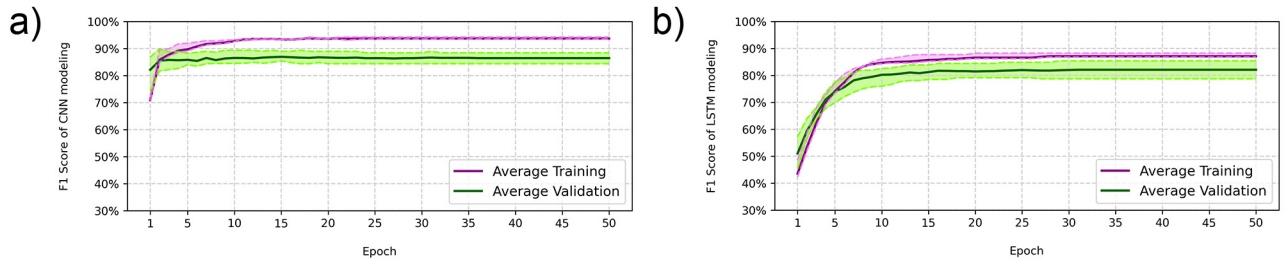 a)
F1 Score of CNN modeling
100%
90%
80%
70%
60%
50%
40%
30%
1 5 10 15 20 25 30 35 40 45 50
Epoch
Average Training
Average Validation
b)
F1 Score of LSTM modeling
100%
90%
80%
70%
60%
50%
40%
30%
1 5 10 15 20 25 30 35 40 45 50
Epoch
Average Training
Average Validation